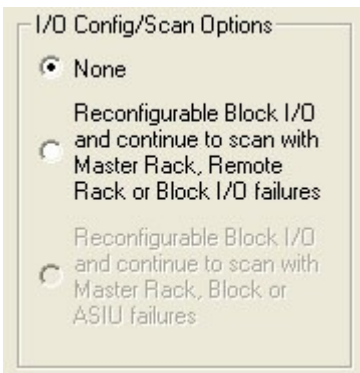 I/O Config/Scan Options
None
Reconfigurable Block I/O
and continue to scan with
Master Rack, Remote
Rack or Block I/O failures
Reconfigurable Block I/O
and continue to scan with
Master Rack, Block or
ASIU failures